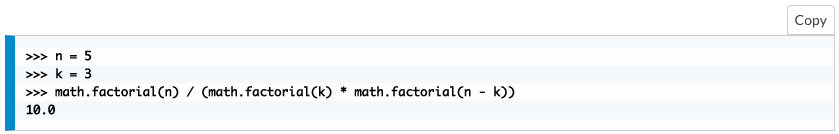 Copy
>>> n = 5
>>> k = 3
>>> math.factorial(n) / (math.factorial(k) * math.factorial(n - k))
10.0